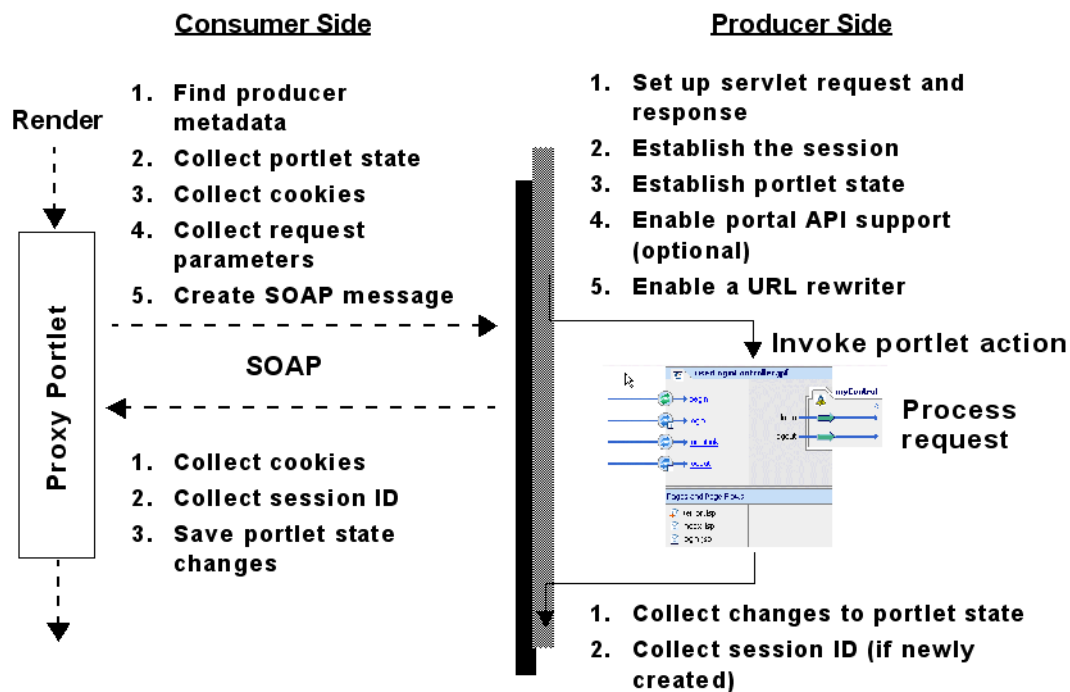 Consumer Side
Render
1. Find producer
metadata
2. Collect portlet state
3. Collect cookies
4. Collect request
parameters
5. Create SOAP message
SOAP
Proxy Portlet
1. Collect cookies
2. Collect session ID
3. Save portlet state
changes
Producer Side
1. Set up servlet request and
response
2. Establish the session
3. Establish portlet state
4. Enable portal API support
(optional)
5. Enable a URL rewriter
Invoke portlet action
myControl
Pages and Page Flows
Process
request
1. Collect changes to portlet state
2. Collect session ID (if newly
created)